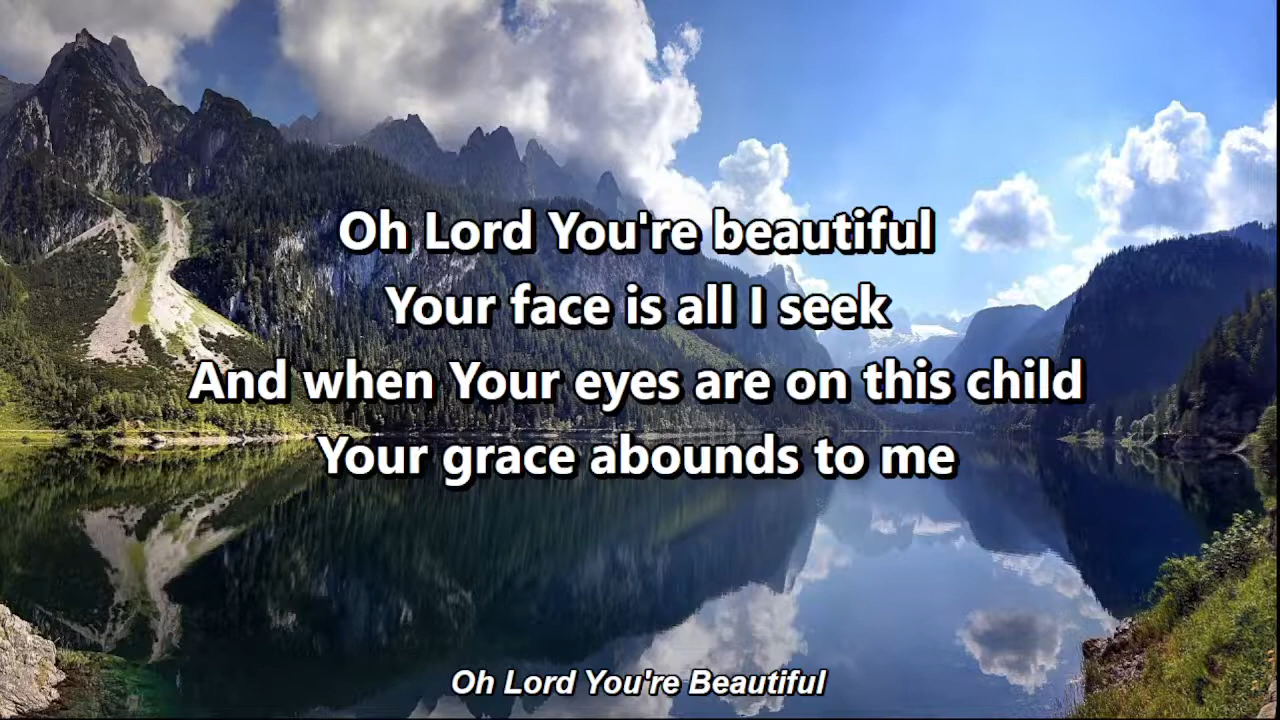 Oh Lord You're beautiful
Your face is all I seek
And when Your eyes are on this child
Your grace abounds to me
Oh Lord You're Beautiful